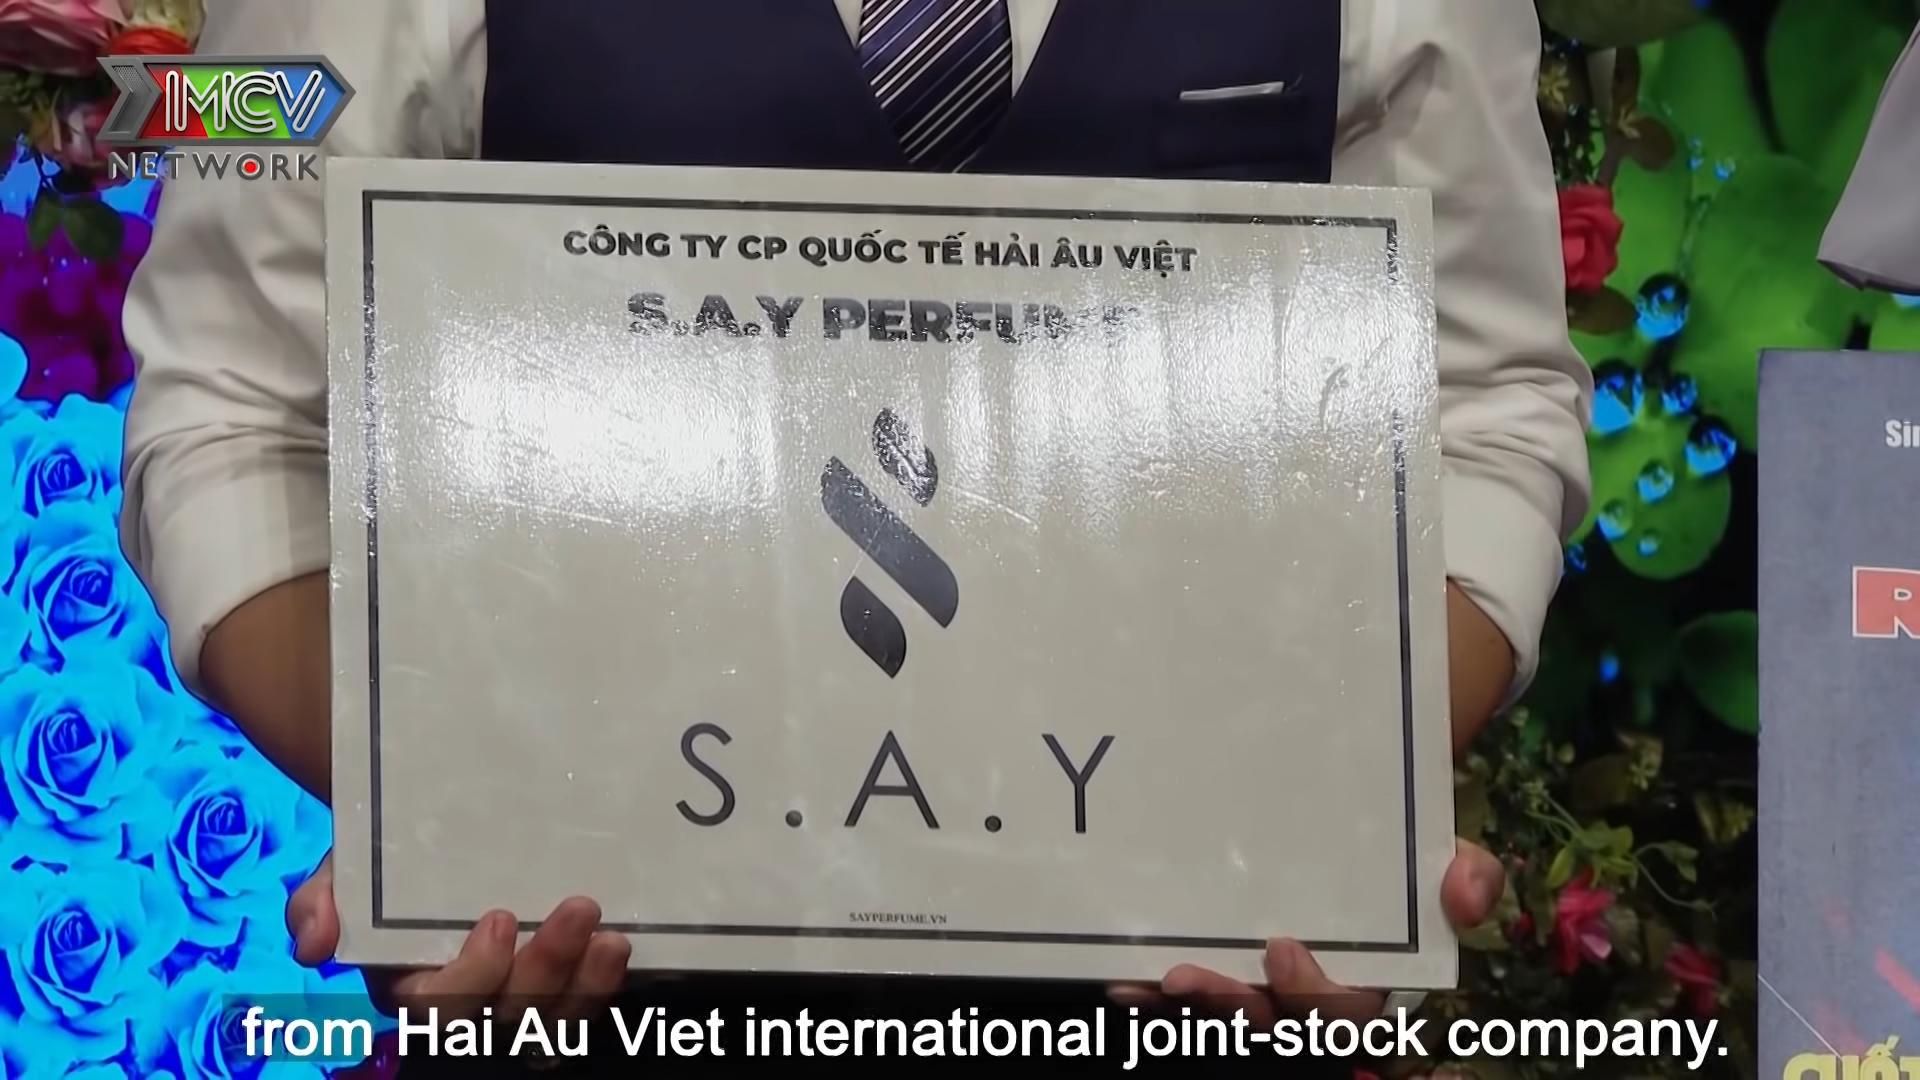 MCV
NETWORK
CÔNG TY CP QUỐC TẾ HẢI ÂU VIỆT
S.A.Y PERFUME
S.A.Y
SAYPERFUME.VN
from Hai Au Viet international joint-stock company.